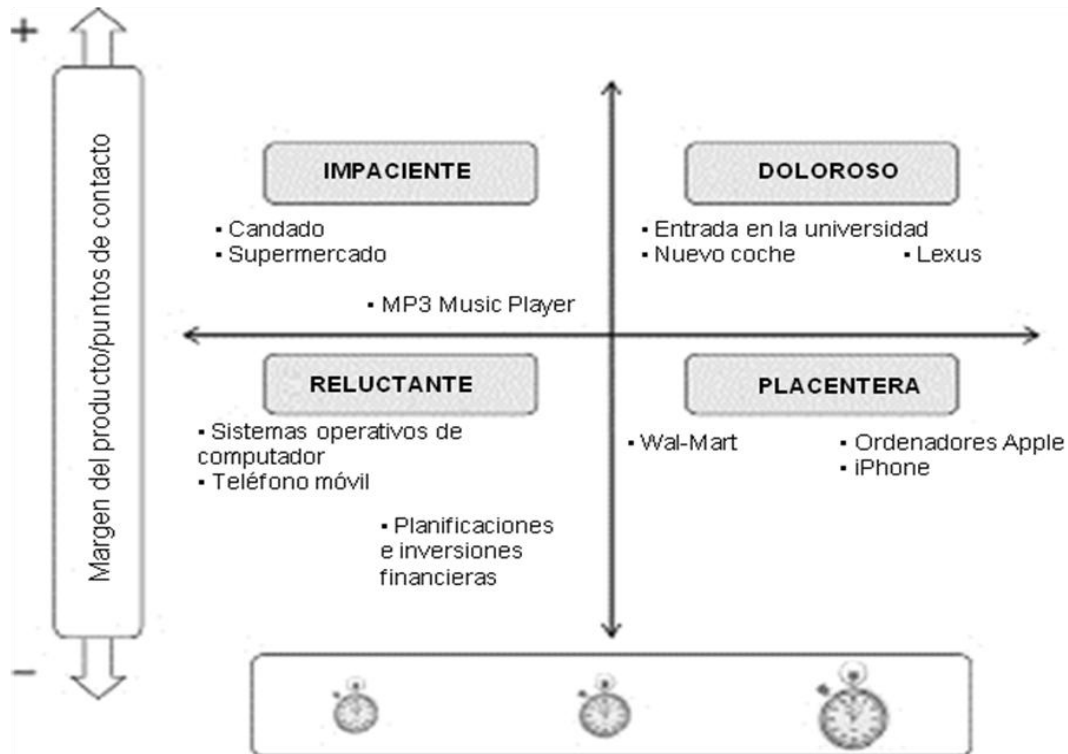 +
Margen del producto/puntos de contacto
−
IMPACIENTE
▪ Candado
▪ Supermercado
▪ MP3 Music Player
DOLOROSO
▪ Entrada en la universidad
▪ Nuevo coche
▪ Lexus
RELUCTANTE
▪ Sistemas operativos de
computador
▪ Teléfono móvil
▪ Planificaciones
e inversiones
financieras
PLACENTERA
▪ Wal-Mart
▪ Ordenadores Apple
▪ iPhone